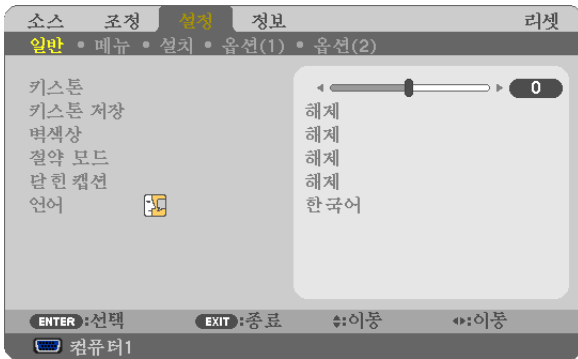 소스 조정 설정 정보 리셋
일반 • 메뉴 • 설치 • 옵션(1) • 옵션(2)
키스톤 0
키스톤 저장 해제
벽색상 해제
절약 모드 해제
닫힌 캡션 해제
언어 한국어
ENTER :선택 EXIT :종료 :이동 :이동
컴퓨터1